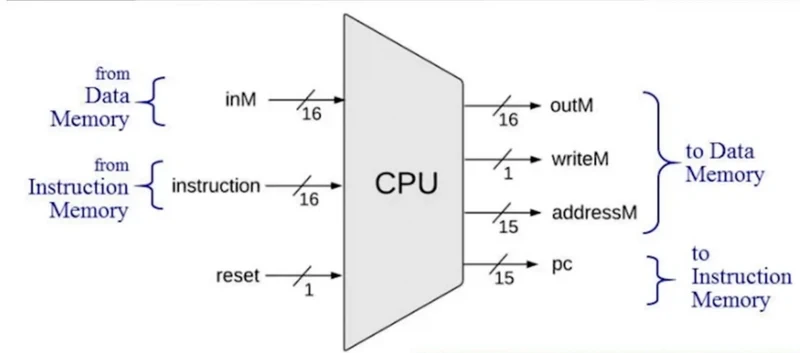 from
Data
Memory
inM
16
from
Instruction
Memory
instruction
16
reset
1
CPU
16
outM
1
writeM
15
addressM
to Data
Memory
15
pc
to
Instruction
Memory